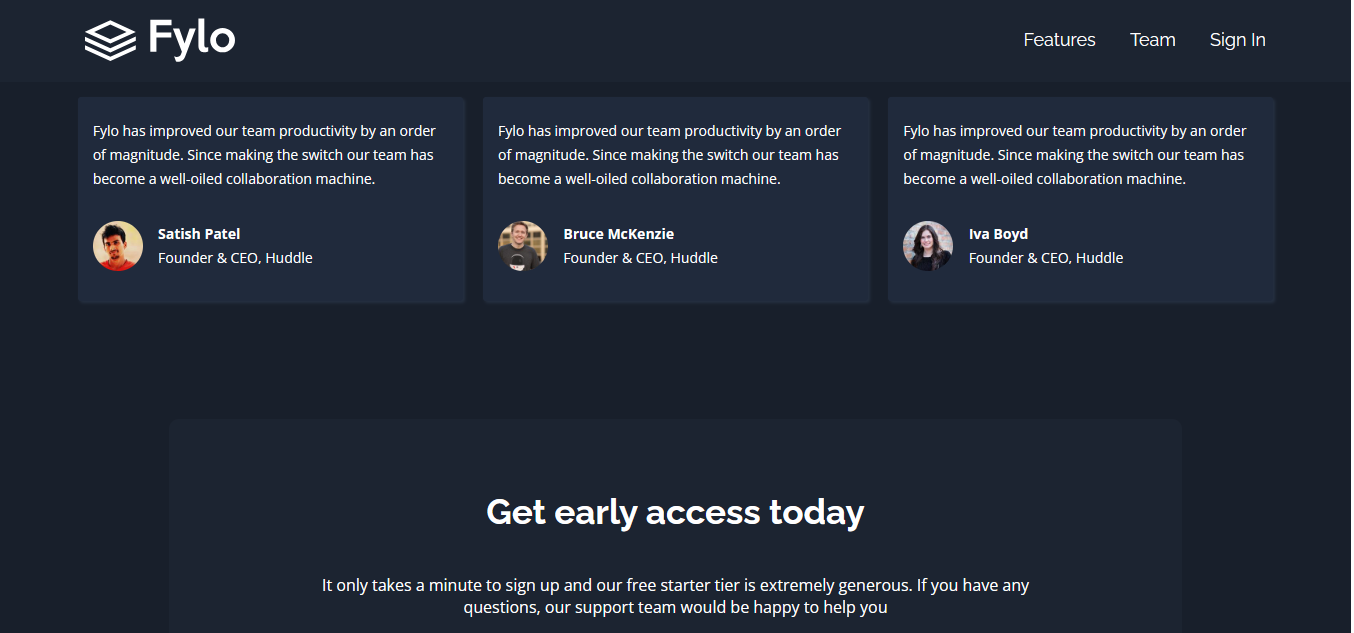 Fylo
Features Team Sign In
Fylo has improved our team productivity by an order
of magnitude. Since making the switch our team has
become a well-oiled collaboration machine.
Satish Patel
Founder & CEO, Huddle
Fylo has improved our team productivity by an order
of magnitude. Since making the switch our team has
become a well-oiled collaboration machine.
Bruce McKenzie
Founder & CEO, Huddle
Fylo has improved our team productivity by an order
of magnitude. Since making the switch our team has
become a well-oiled collaboration machine.
Iva Boyd
Founder & CEO, Huddle
Get early access today
It only takes a minute to sign up and our free starter tier is extremely generous. If you have any
questions, our support team would be happy to help you